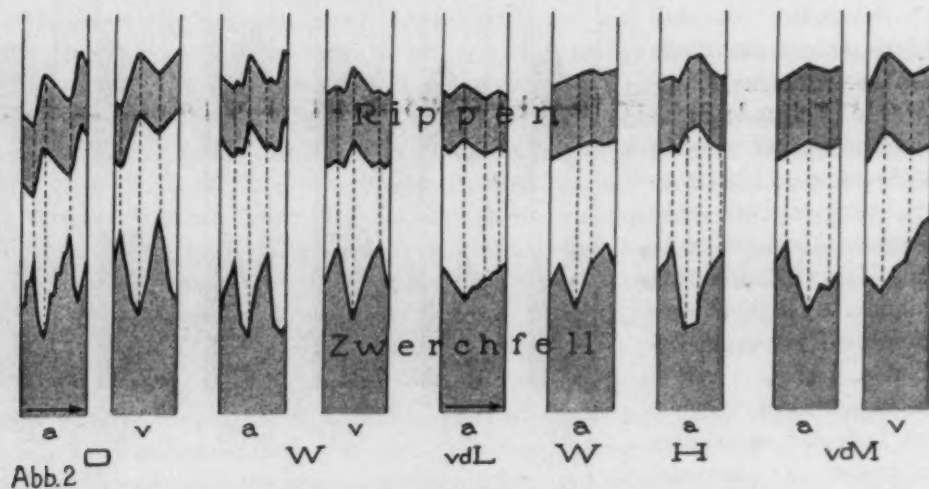 Rippen
Zwerchfell
a v a v a a a a v
O W vdL W H vdM
Abb.2